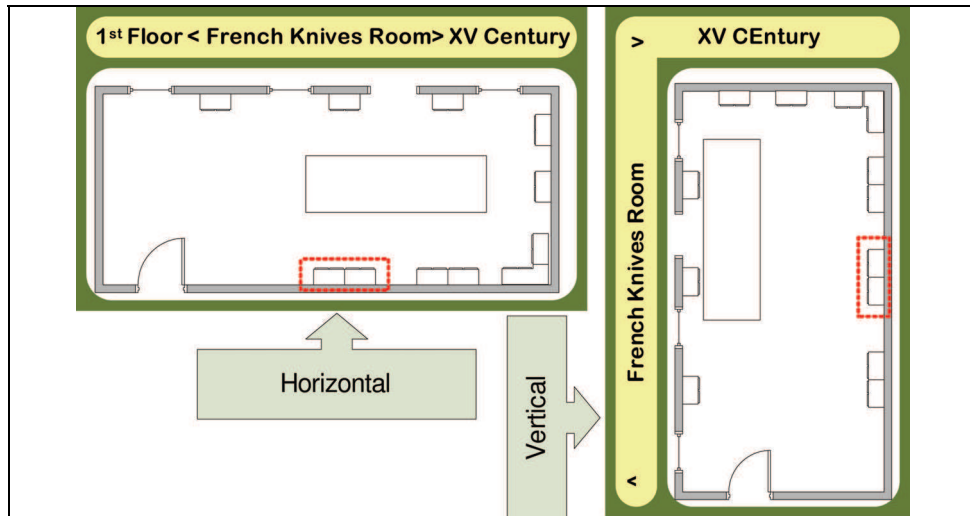 1st Floor < French Knives Room> XV Century
Horizontal
Vertical
> XV CEntury
< French Knives Room